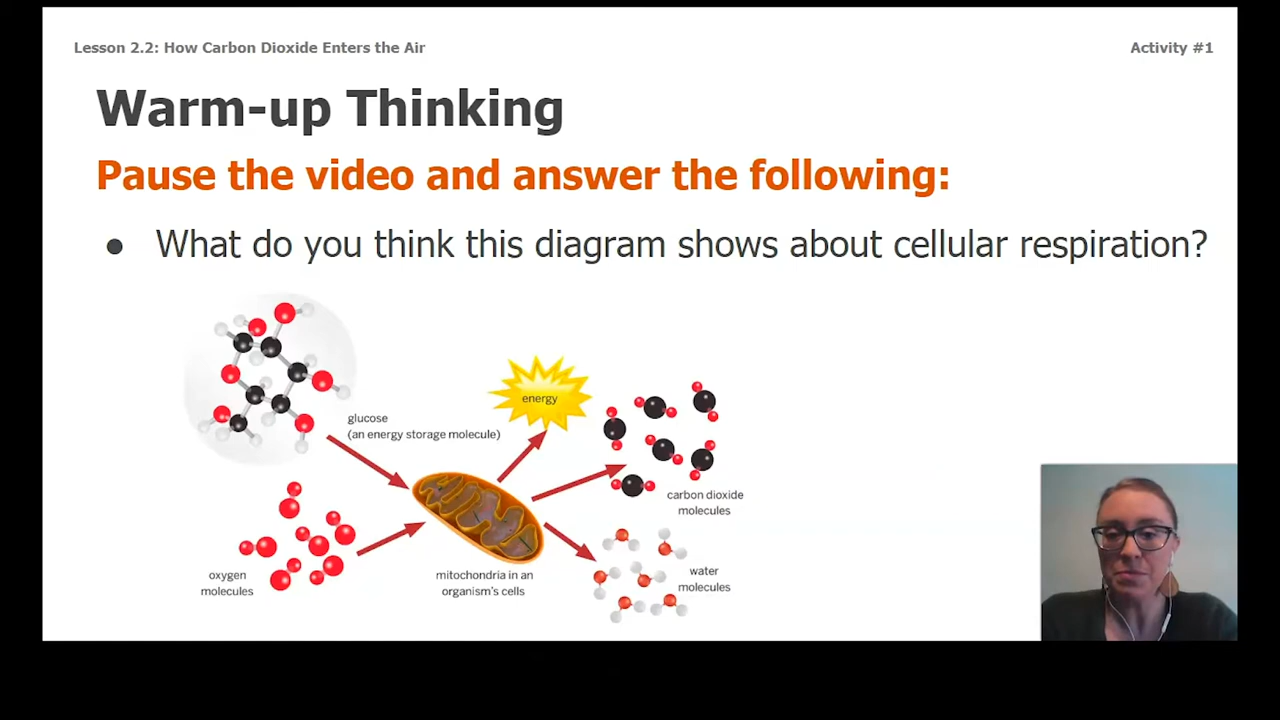 Lesson 2.2: How Carbon Dioxide Enters the Air
Activity #1
Warm-up Thinking
Pause the video and answer the following:
● What do you think this diagram shows about cellular respiration?
glucose
(an energy storage molecule)
energy
carbon dioxide
molecules
oxygen
molecules
mitochondria in an
organism's cells
water
molecules